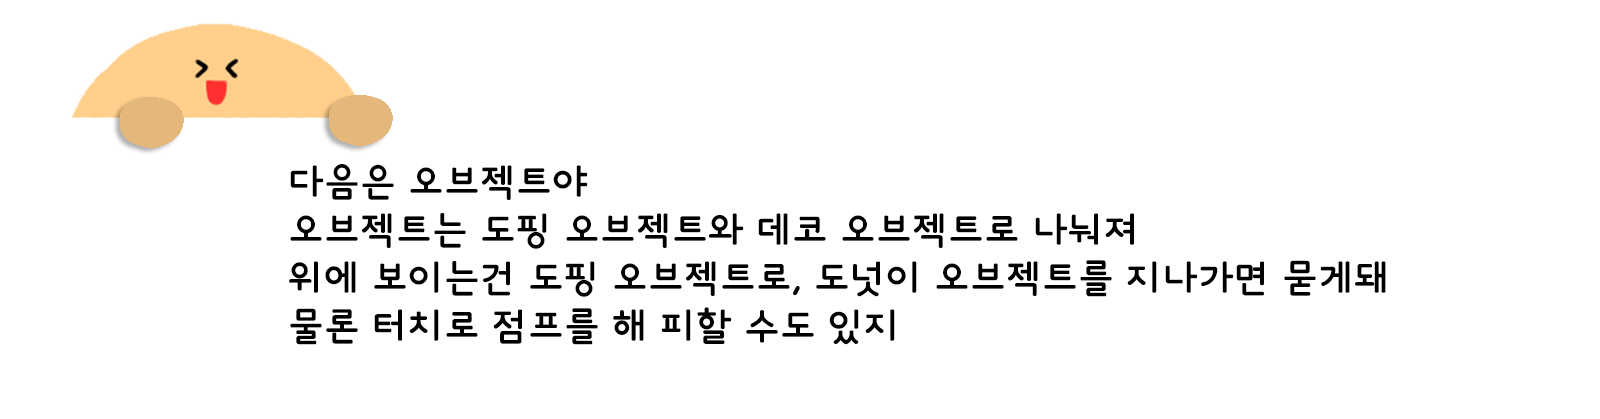 다음은 오브젝트야
오브젝트는 도핑 오브젝트와 데코 오브젝트로 나눠져
위에 보이는건 도핑 오브젝트로, 도넛이 오브젝트를 지나가면 묻게돼
물론 터치로 점프를 해 피할 수도 있지